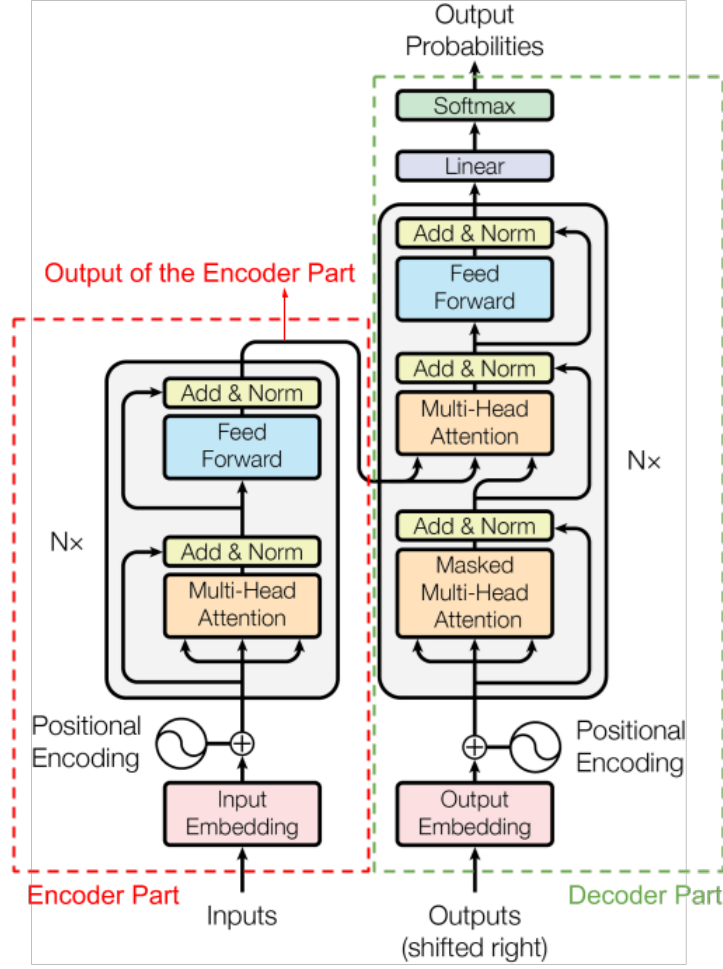 Output
Probabilities
Softmax
Linear
Add & Norm
Feed
Forward
Add & Norm
Multi-Head
Attention
Nx
Add & Norm
Masked
Multi-Head
Attention
Positional
Encoding
Output
Embedding
Outputs
(shifted right)
Decoder Part
Output of the Encoder Part
Add & Norm
Feed
Forward
Nx
Add & Norm
Multi-Head
Attention
Positional
Encoding
Input
Embedding
Encoder Part
Inputs